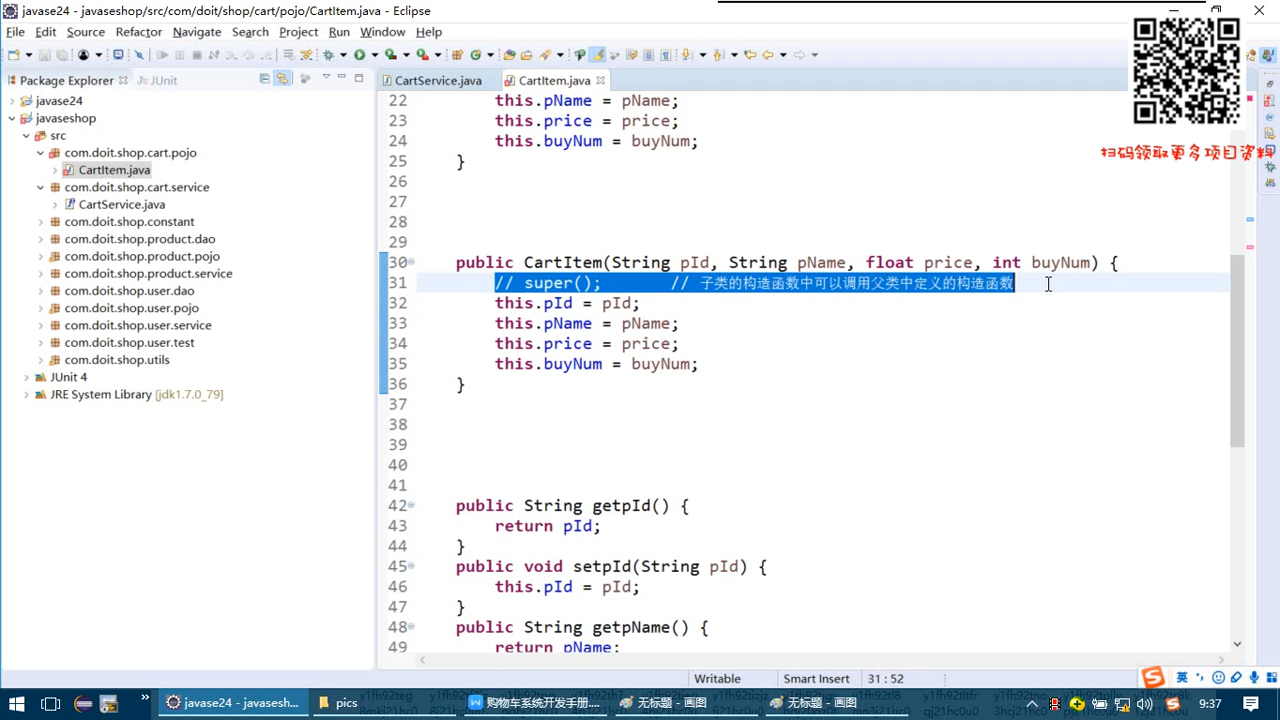 javase24 - javaseshop/src/com/doit/shop/cart/pojo/CartItem.java - Eclipse
File Edit Source Refactor Navigate Search Project Run Window Help
Package Explorer JUnit
CartService.java CartItem.java
javase24
javaseshop
src
com.doit.shop.cart.pojo
CartItem.java
com.doit.shop.cart.service
CartService.java
com.doit.shop.constant
com.doit.shop.product.dao
com.doit.shop.product.pojo
com.doit.shop.product.service
com.doit.shop.user.dao
com.doit.shop.user.pojo
com.doit.shop.user.service
com.doit.shop.user.test
com.doit.shop.utils
JUnit 4
JRE System Library [jdk1.7.0_79]
22 this.pName = pName;
23 this.price = price;
24 this.buyNum = buyNum;
25 }
26
27
28
29
30 public CartItem(String pId, String pName, float price, int buyNum) {
31 // super(); // 子类的构造函数中可以调用父类中定义的构造函数
32 this.pId = pId;
33 this.pName = pName;
34 this.price = price;
35 this.buyNum = buyNum;
36 }
37
38
39
40
41
42 public String getpId() {
43 return pId;
44 }
45 public void setpId(String pId) {
46 this.pId = pId;
47 }
48 public String getpName() {
49 return pName;
扫码领取更多项目资料
Writable Smart Insert 31 : 52
英
javase24 - javasesh... pics 购物车系统开发手册.... 无标题 - 画图 无标题 - 画图
9:37